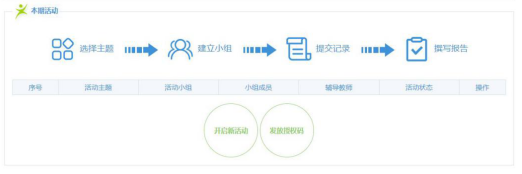 本期活动
选择主题 建立小组 提交记录 撰写报告
序号 活动主题 活动小组 小组成员 辅导教师 活动状态 操作
开启新活动 发放授权码